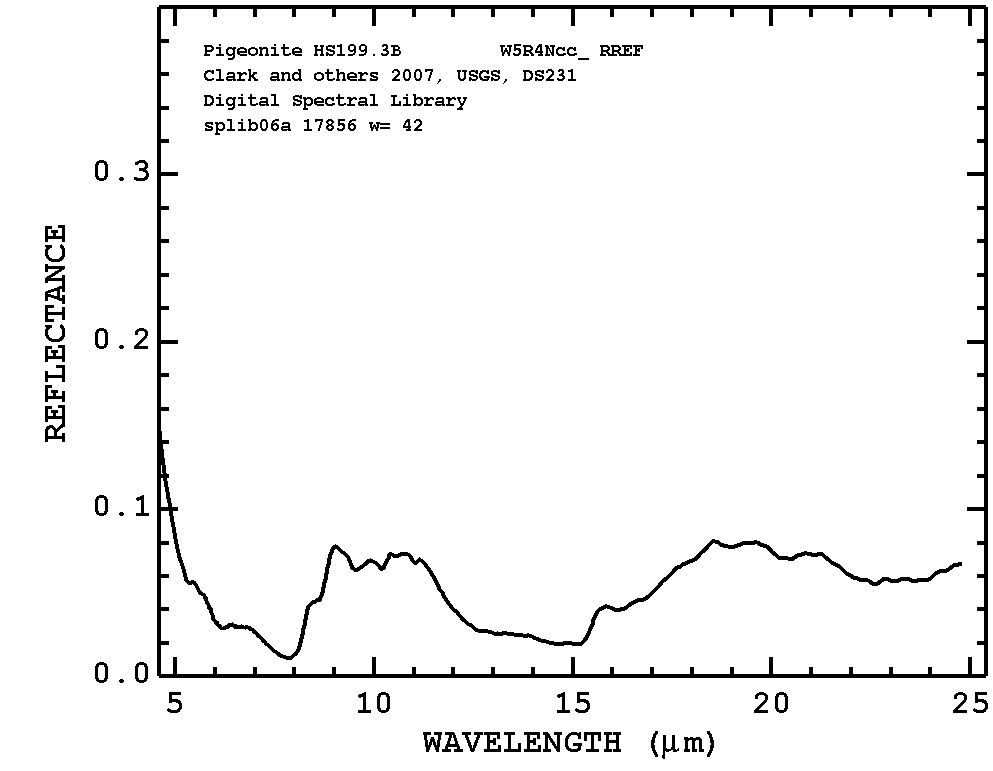 Pigeonite HS199.3B W5R4Ncc_ RREF
Clark and others 2007, USGS, DS231
Digital Spectral Library
splib06a 17856 w= 42
0.3
0.2
0.1
0.0
REFLECTANCE
5 10 15 20 25
WAVELENGTH (µm)